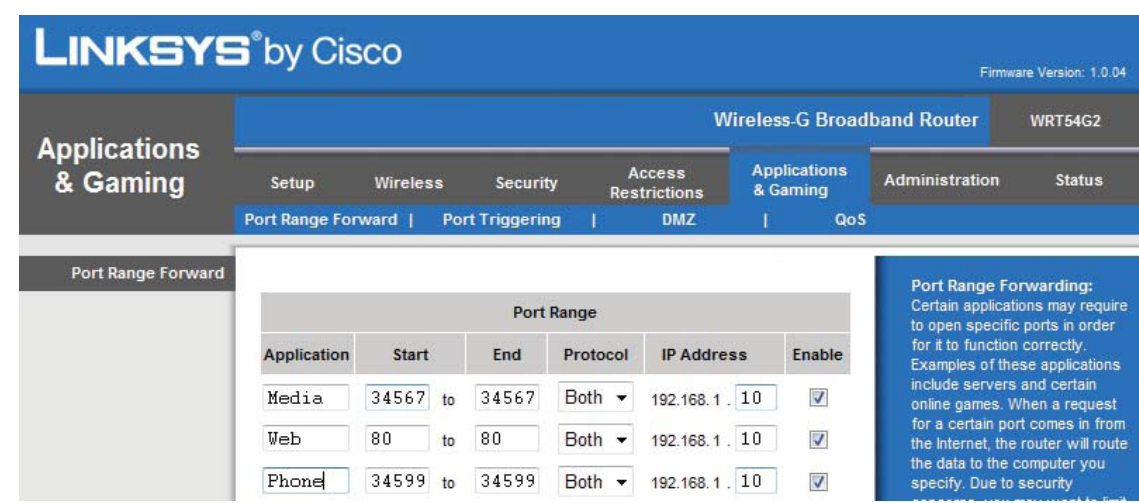 LINKSYS® by Cisco
Firmware Version: 1.0.04
Applications & Gaming
Wireless-G Broadband Router WRT54G2
Setup Wireless Security Access Restrictions Applications & Gaming Administration Status
Port Range Forward | Port Triggering | DMZ | QoS
Port Range Forward
Port Range
Application Start End Protocol IP Address Enable
Media 34567 to 34567 Both 192.168.1 . 10
Web 80 to 80 Both 192.168.1 . 10
Phone 34599 to 34599 Both 192.168.1 . 10
Port Range Forwarding:
Certain applications may require
to open specific ports in order
for it to function correctly.
Examples of these applications
include servers and certain
online games. When a request
for a certain port comes in from
the Internet, the router will route
the data to the computer you
specify. Due to security